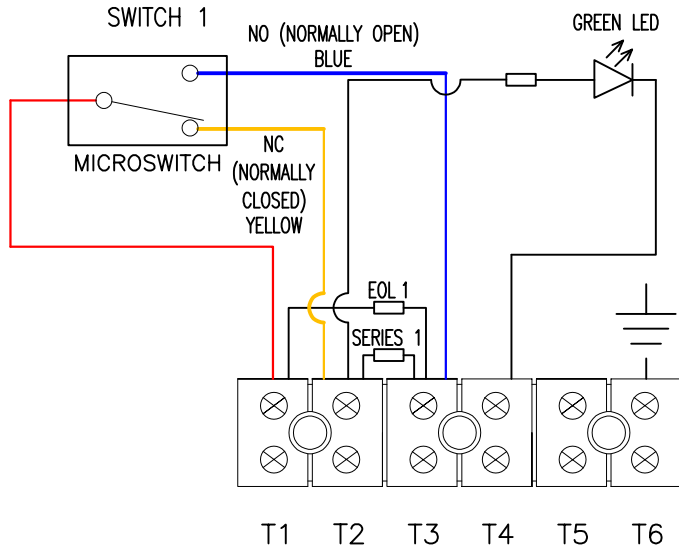 SWITCH 1
NO (NORMALLY OPEN)
BLUE
GREEN LED
MICROSWITCH
NC
(NORMALLY
CLOSED)
YELLOW
EOL 1
SERIES 1
T1 T2 T3 T4 T5 T6